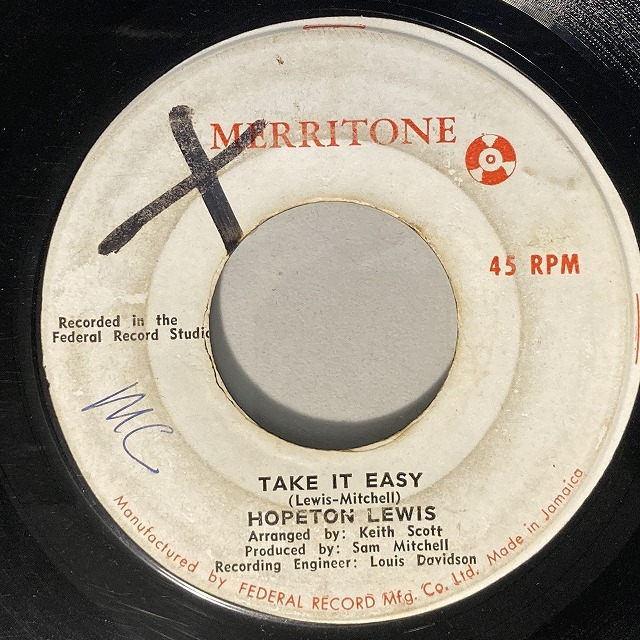 MERRITONE
45 RPM
Recorded in the
Federal Record Studio
MC
TAKE IT EASY
(Lewis-Mitchell)
HOPETON LEWIS
Arranged by: Keith Scott
Produced by: Sam Mitchell
Recording Engineer: Louis Davidson
Manufactured by FEDERAL RECORD Mfg. Co. Ltd. Made in Jamaica